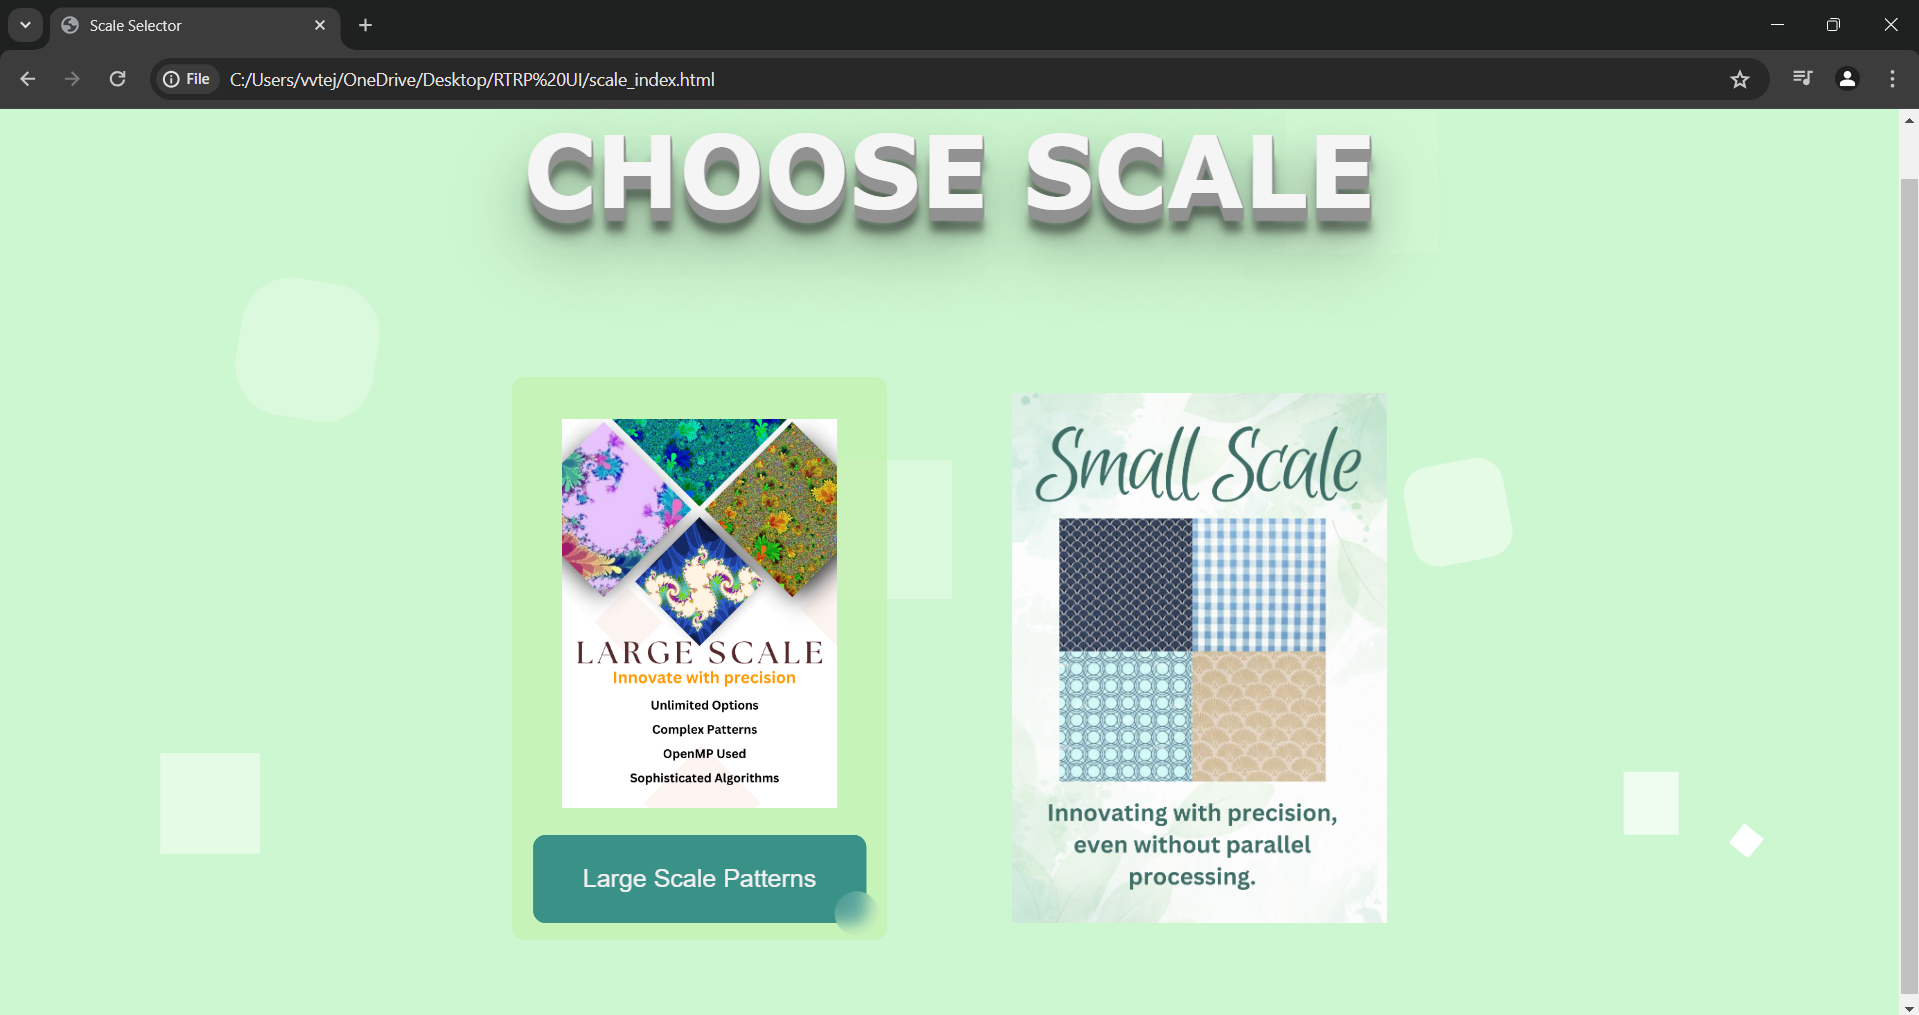 Scale Selector
File
C:/Users/vvtej/OneDrive/Desktop/RTRP%20UI/scale_index.html
CHOOSE SCALE
LARGE SCALE
Innovate with precision
Unlimited Options
Complex Patterns
OpenMP Used
Sophisticated Algorithms
Large Scale Patterns
Small Scale
Innovating with precision,
even without parallel
processing.